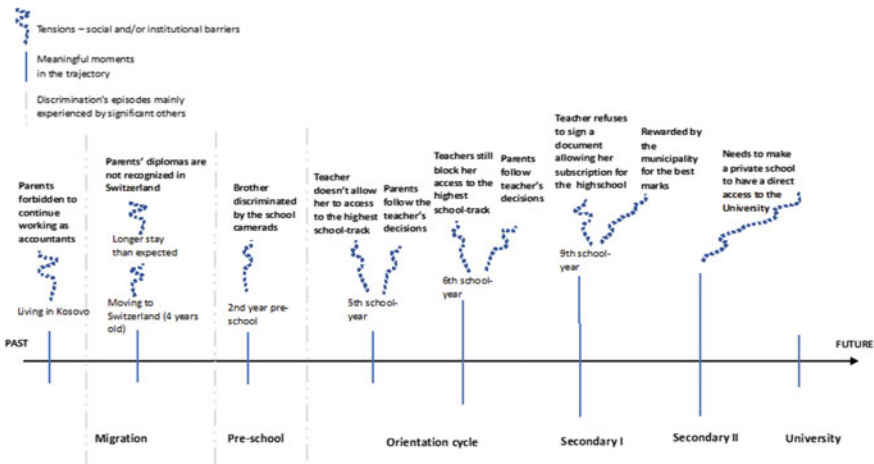 Tensions – social and/or institutional barriers
Meaningful moments
in the trajectory
Discrimination's episodes mainly
experienced by significant others
Parents
forbidden to
continue
working as
accountants
Living in Kosovo
Parents' diplomas are
not recognized in
Switzerland
Longer stay
than expected
Moving to
Switzerland (4 years
old)
Brother
discriminated
by the school
camerads
2nd year pre-
school
Teacher
doesn't allow
her to access
to the highest
school-track
Parents
follow the
teacher's
decisions
5th school-
year
Teachers still
block her
access to the
highest
school-track
Parents
follow
teacher's
decisions
6th school-
year
Teacher refuses
to sign a
document
allowing her
subscription for
the highschool
Rewarded by
the
municipality
for the best
marks
9th school-
year
Needs to make
a private school
to have a direct
access to the
University
PAST
FUTURE
Migration
Pre-school
Orientation cycle
Secondary I
Secondary II
University